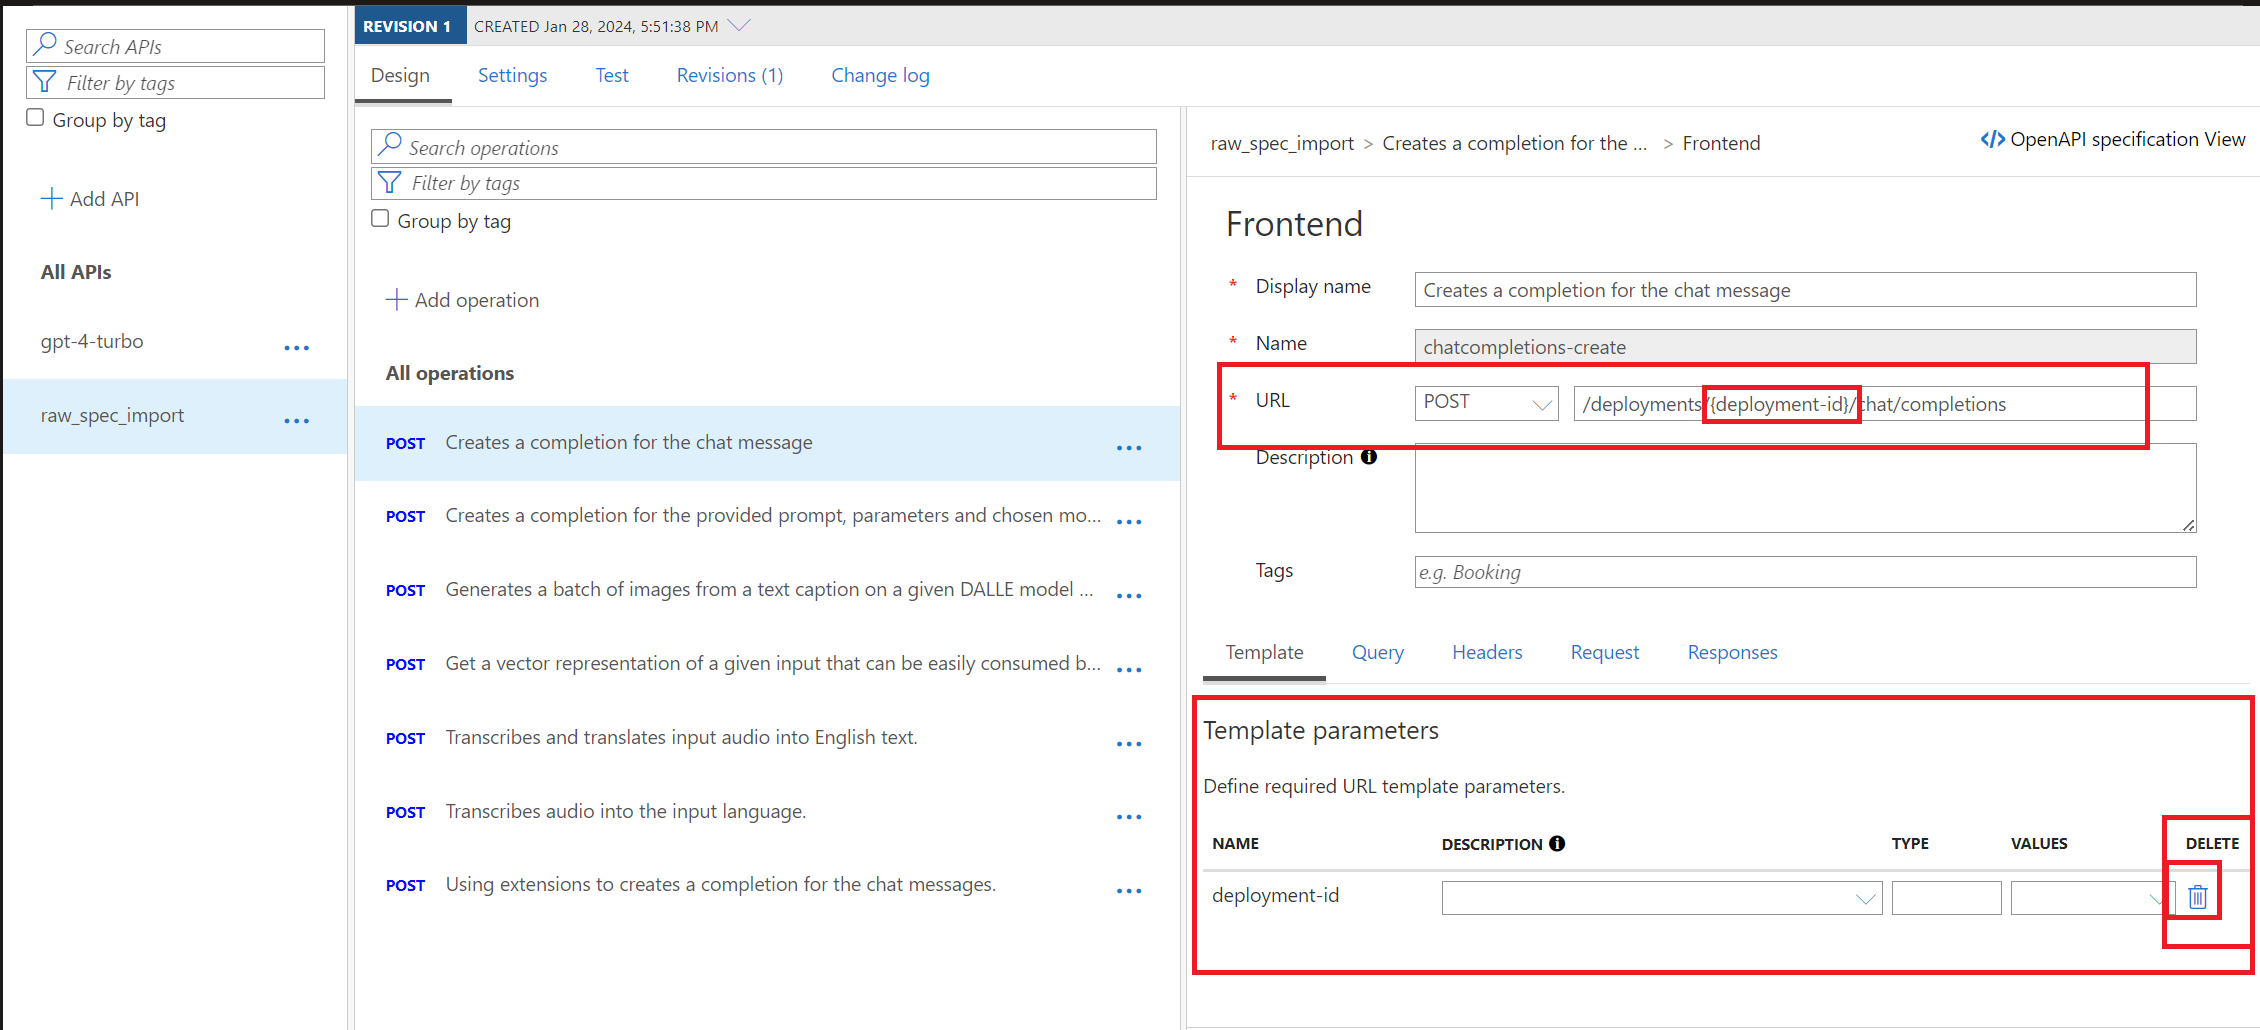 REVISION 1 CREATED Jan 28, 2024, 5:51:38 PM
Search APIs
Filter by tags
Group by tag
Add API
All APIs
gpt-4-turbo
raw_spec_import
Design Settings Test Revisions (1) Change log
Search operations
Filter by tags
Group by tag
Add operation
All operations
POST Creates a completion for the chat message
POST Creates a completion for the provided prompt, parameters and chosen mo...
POST Generates a batch of images from a text caption on a given DALLE model ...
POST Get a vector representation of a given input that can be easily consumed b...
POST Transcribes and translates input audio into English text.
POST Transcribes audio into the input language.
POST Using extensions to creates a completion for the chat messages.
raw_spec_import > Creates a completion for the ... > Frontend
OpenAPI specification View
Frontend
* Display name Creates a completion for the chat message
* Name chatcompletions-create
* URL POST /deployments/{deployment-id}/chat/completions
Description
Tags e.g. Booking
Template Query Headers Request Responses
Template parameters
Define required URL template parameters.
NAME DESCRIPTION TYPE VALUES DELETE
deployment-id